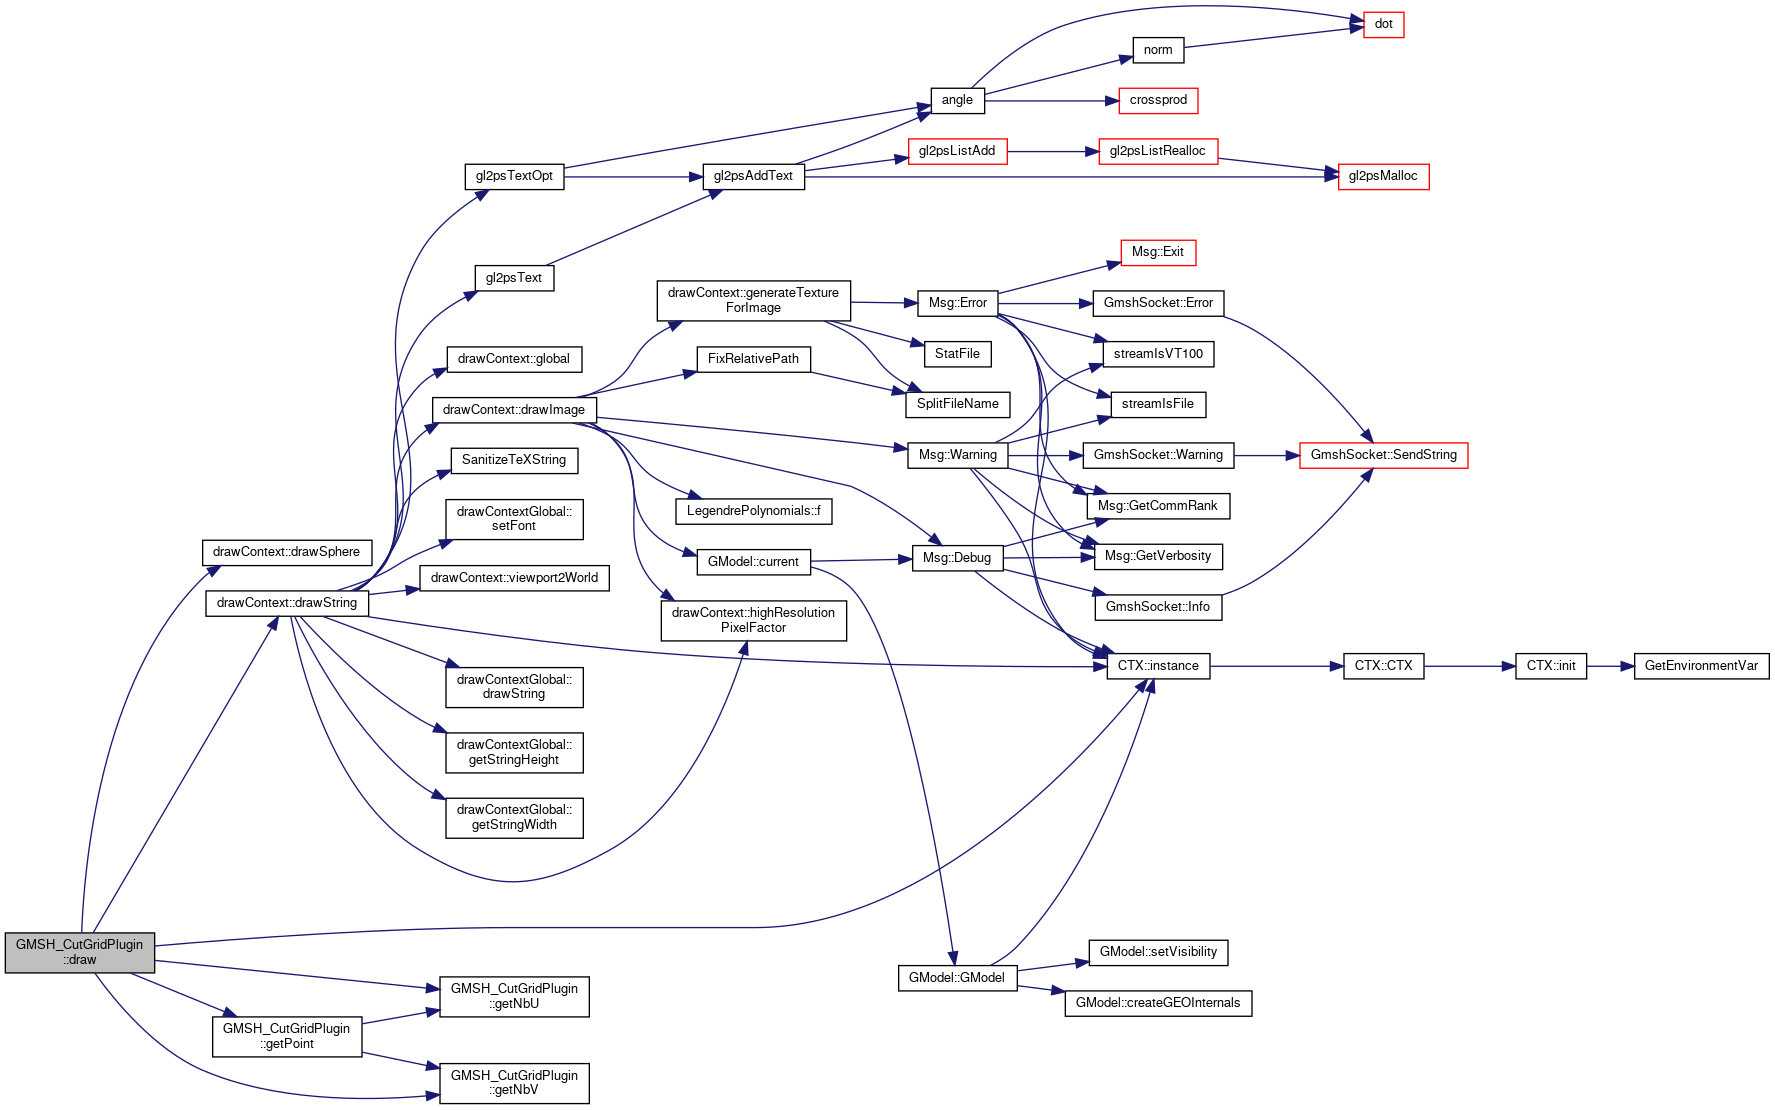 dot
norm
angle
crossprod
gl2psListAdd
gl2psListRealloc
gl2psTextOpt
gl2psAddText
gl2psMalloc
Msg::Exit
gl2psText
drawContext::generateTexture
ForImage
Msg::Error
GmshSocket::Error
drawContext::global
FixRelativePath
StatFile
streamIsVT100
drawContext::drawImage
SplitFileName
streamIsFile
SanitizeTeXString
Msg::Warning
GmshSocket::Warning
GmshSocket::SendString
drawContextGlobal::
setFont
LegendrePolynomials::f
Msg::GetCommRank
drawContext::drawSphere
GModel::current
Msg::Debug
Msg::GetVerbosity
drawContext::viewport2World
drawContext::drawString
drawContext::highResolution
PixelFactor
GmshSocket::Info
drawContextGlobal::
drawString
CTX::instance
CTX::CTX
CTX::init
GetEnvironmentVar
drawContextGlobal::
getStringHeight
drawContextGlobal::
getStringWidth
GMSH_CutGridPlugin
::draw
GModel::setVisibility
GModel::GModel
GMSH_CutGridPlugin
::getNbU
GModel::createGEOInternals
GMSH_CutGridPlugin
::getPoint
GMSH_CutGridPlugin
::getNbV